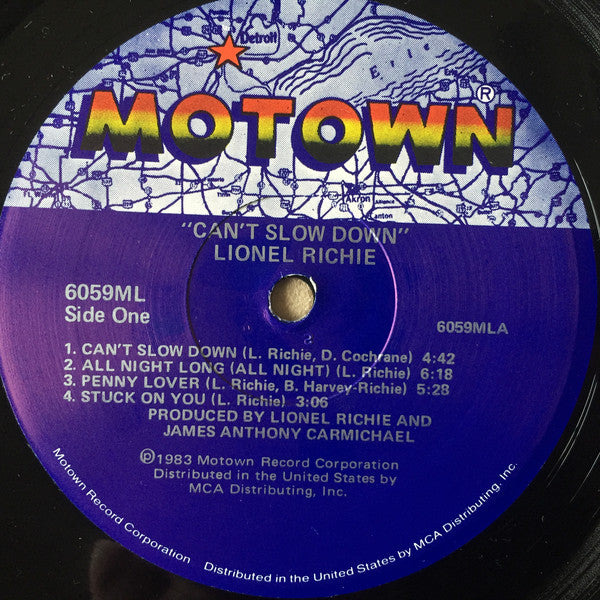 Detroit
Erie
MOTOWN®
Akron
Alliance
Canton
"CAN'T SLOW DOWN"
LIONEL RICHIE
6059ML
Side One
6059MLA
1. CAN'T SLOW DOWN (L. Richie, D. Cochrane) 4:42
2. ALL NIGHT LONG (ALL NIGHT) (L. Richie) 6:18
3. PENNY LOVER (L. Richie, B. Harvey-Richie) 5:28
4. STUCK ON YOU (L. Richie) 3:06
PRODUCED BY LIONEL RICHIE AND
JAMES ANTHONY CARMICHAEL
℗1983 Motown Record Corporation
Distributed in the United States by
MCA Distributing, Inc.
Motown Record Corporation Distributed in the United States by MCA Distributing, Inc.